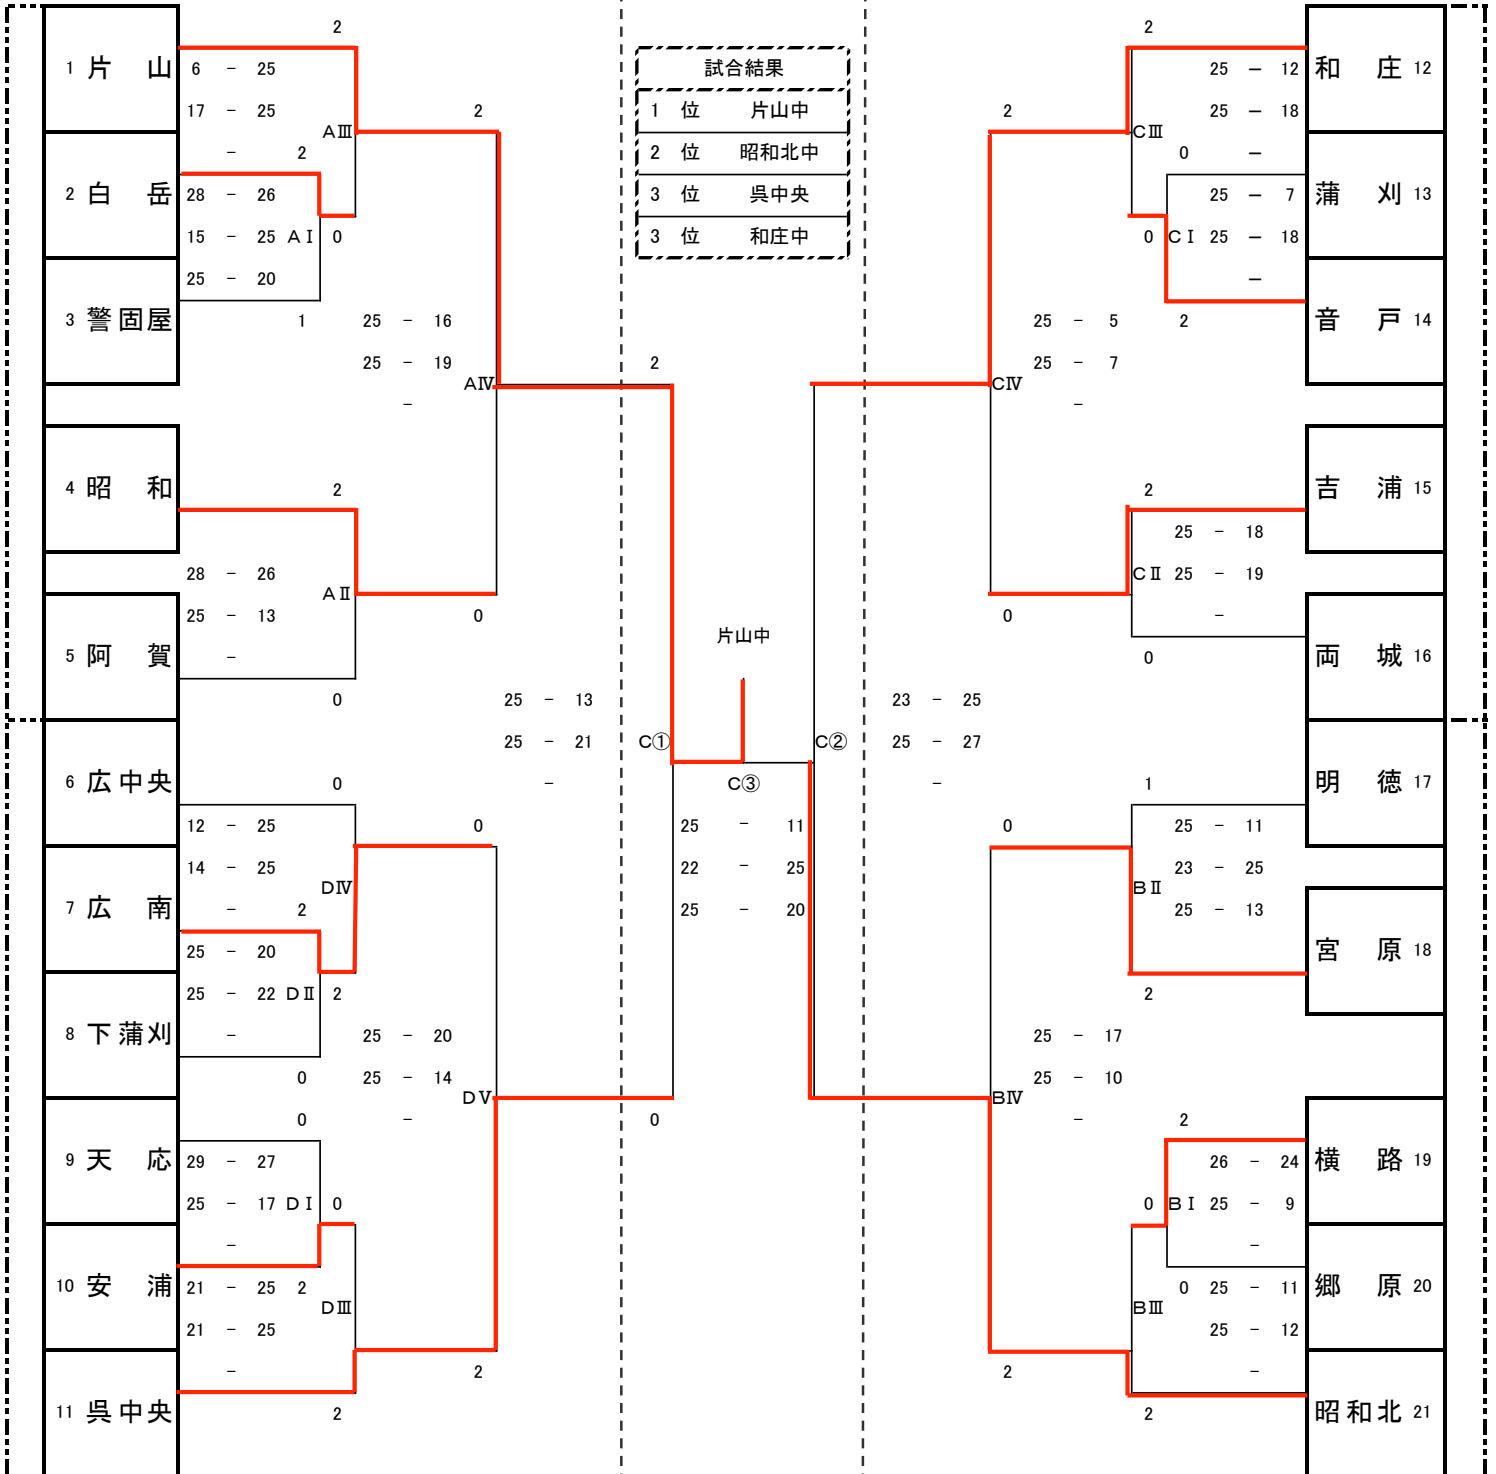 2 2
試合結果
1 片 山 6 - 25 25 － 12 和 庄 12
17 - 25 2 1 位 片山中 2 25 － 18
AⅢ CⅢ
- 2 2 位 昭和北中 0 －
2 白 岳 28 - 26 3 位 呉中央 25 － 7 蒲 刈 13
15 - 25 AⅠ 0 3 位 和庄中 0 CⅠ 25 － 18
25 - 20 －
3 警固屋 1 25 - 16 25 - 5 2 音 戸 14
25 - 19 2 25 - 7
AⅣ CⅣ
- -
4 昭 和 2 2 吉 浦 15
25 - 18
28 - 26 CⅡ 25 - 19
AⅡ
25 - 13 0 0 -
片山中
5 阿 賀 - 0 両 城 16
0 25 - 13 23 - 25
25 - 21 C① C② 25 - 27
6 広中央 0 - C③ - 1 明 徳 17
12 - 25 0 25 - 11 0 25 - 11
14 - 25 22 - 25 23 - 25
DⅣ BⅡ
7 広 南 - 2 25 - 20 25 - 13
25 - 20 宮 原 18
25 - 22 DⅡ 2 2
8 下蒲刈 - 25 - 20 25 - 17
0 25 - 14 25 - 10
DⅤ BⅣ
0 - 0 - 2
9 天 応 29 - 27 26 - 24 横 路 19
25 - 17 DⅠ 0 0 BⅠ 25 - 9
- -
10 安 浦 21 - 25 2 0 25 - 11 郷 原 20
DⅢ BⅢ
21 - 25 25 - 12
- 2 2 -
11 呉中央 2 2 昭和北 21